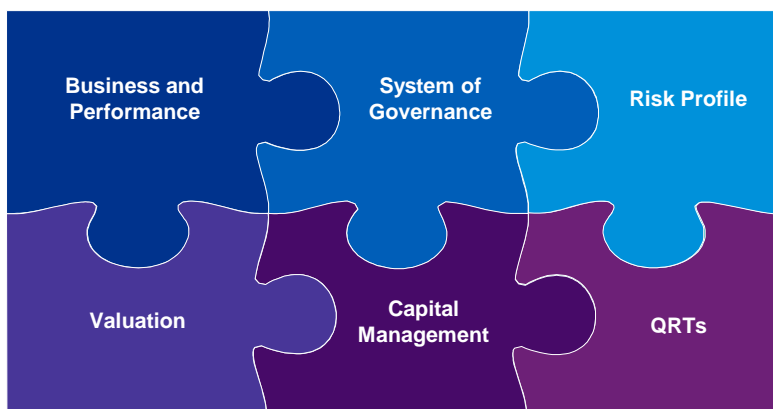 Business and
Performance
System of
Governance
Risk Profile
Valuation
Capital
Management
QRTs